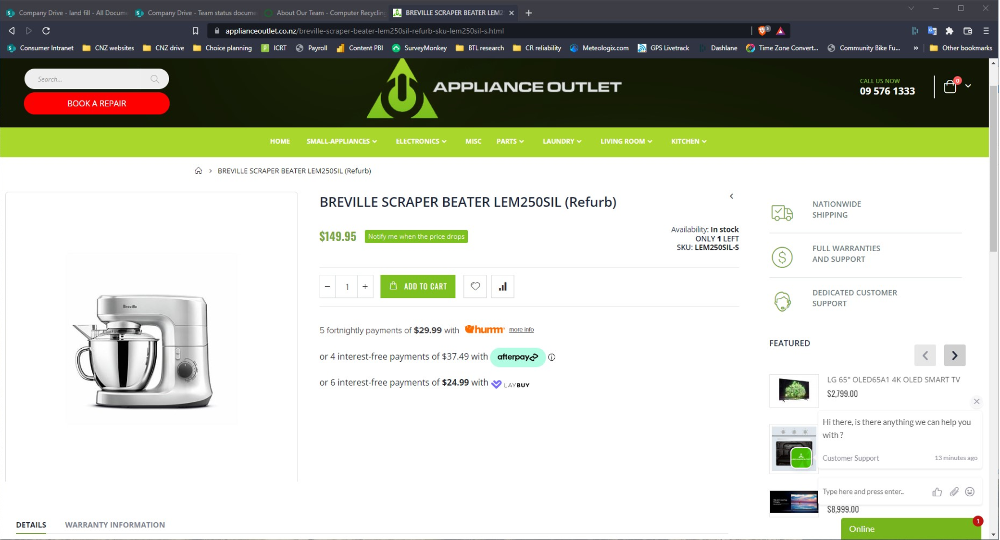 Company Drive - land fill - All Docume
Company Drive - Team status docume
About Our Team - Computer Recycling
BREVILLE SCRAPER BEATER LEM2
applianceoutlet.co.nz/breville-scraper-beater-lem250sil-refurb-sku-lem250sil-s.html
5
Consumer Intranet
CNZ websites
CNZ drive
Choice planning
ICRT
Payroll
Content PBI
SurveyMonkey
BTL research
CR reliability
Meteologix.com
GPS Livetrack
Dashlane
Time Zone Convert...
Community Bike Fu...
»
Other bookmarks
Search...
BOOK A REPAIR
APPLIANCE OUTLET
CALL US NOW
09 576 1333
0
HOME
SMALL-APPLIANCES
ELECTRONICS
MISC
PARTS
LAUNDRY
LIVING ROOM
KITCHEN
BREVILLE SCRAPER BEATER LEM250SIL (Refurb)
Breville
BREVILLE SCRAPER BEATER LEM250SIL (Refurb)
$149.95
Notify me when the price drops
Availability: In stock
ONLY 1 LEFT
SKU: LEM250SIL-S
− 1 +
ADD TO CART
5 fortnightly payments of $29.99 with humm more info
or 4 interest-free payments of $37.49 with afterpay
or 6 interest-free payments of $24.99 with LAYBUY
NATIONWIDE
SHIPPING
FULL WARRANTIES
AND SUPPORT
DEDICATED CUSTOMER
SUPPORT
FEATURED
LG 65" OLED65A1 4K OLED SMART TV
$2,799.00
Hi there, is there anything we can help you
with ?
Customer Support
13 minutes ago
APPLIANCE OUTLET
Type here and press enter..
$8,999.00
Online
1
DETAILS
WARRANTY INFORMATION